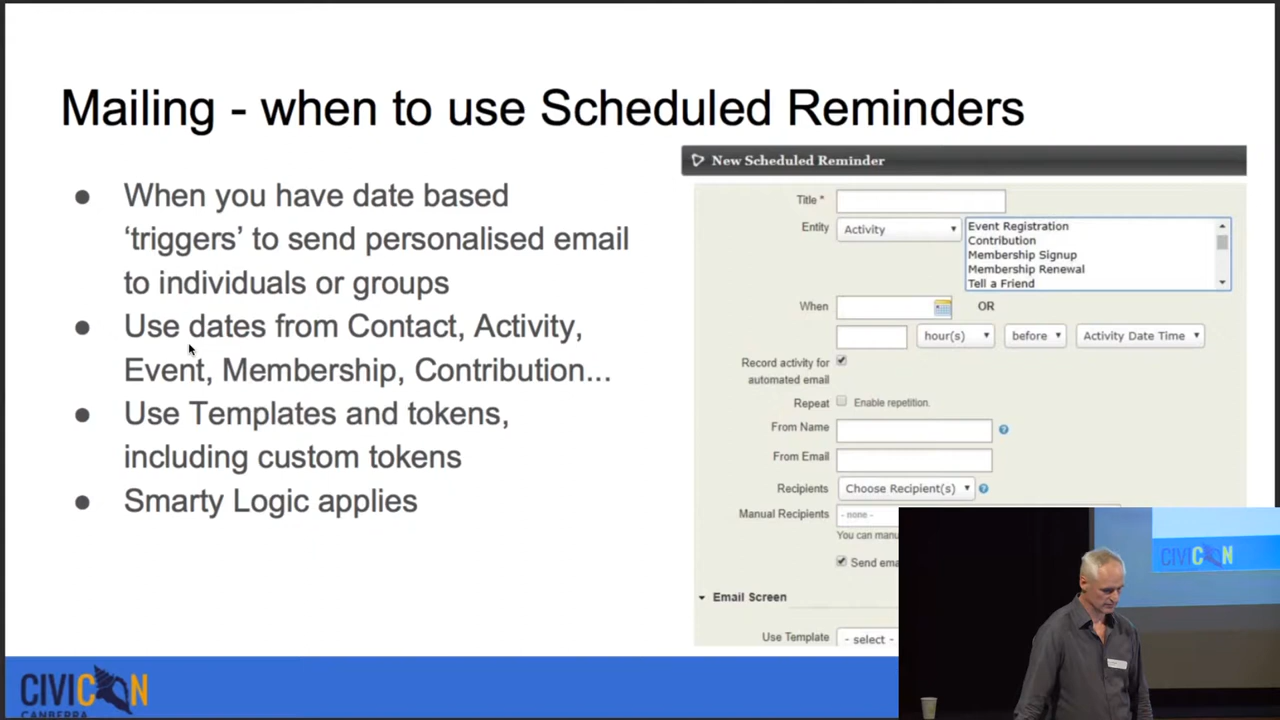 Mailing - when to use Scheduled Reminders
● When you have date based
‘triggers’ to send personalised email
to individuals or groups
● Use dates from Contact, Activity,
Event, Membership, Contribution...
● Use Templates and tokens,
including custom tokens
● Smarty Logic applies
New Scheduled Reminder
Title *
Entity Activity
Event Registration
Contribution
Membership Signup
Membership Renewal
Tell a Friend
When OR
hour(s) before Activity Date Time
Record activity for
automated email
Repeat Enable repetition.
From Name
From Email
Recipients Choose Recipient(s)
Manual Recipients - none -
You can manu
Send ema
Email Screen
Use Template - select -
CIVICON
CANBERRA
CIVICON